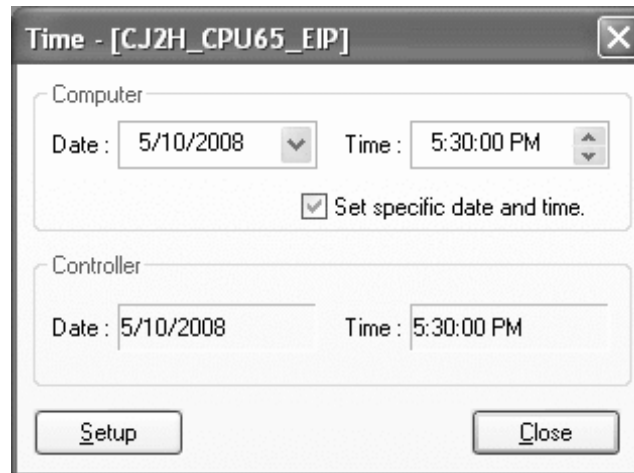 Time - [CJ2H_CPU65_EIP]
Computer
Date : 5/10/2008 Time : 5:30:00 PM
Set specific date and time.
Controller
Date : 5/10/2008 Time : 5:30:00 PM
Setup Close